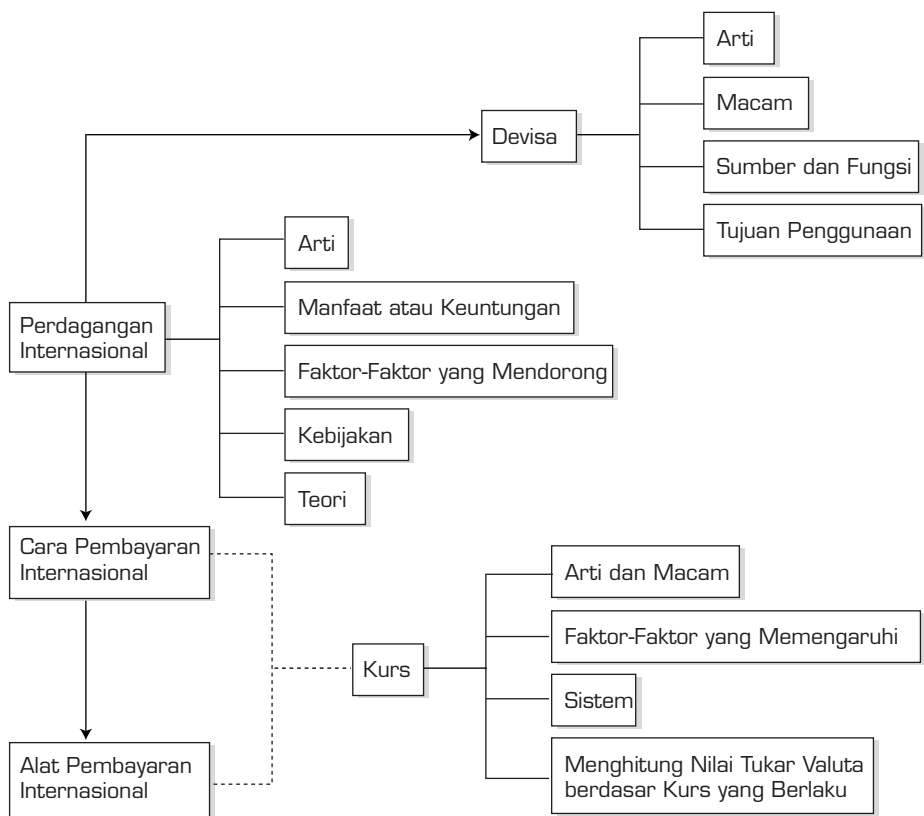 Arti
Macam
Devisa
Sumber dan Fungsi
Tujuan Penggunaan
Arti
Manfaat atau Keuntungan
Perdagangan
Internasional
Faktor-Faktor yang Mendorong
Kebijakan
Teori
Cara Pembayaran
Internasional
Arti dan Macam
Faktor-Faktor yang Memengaruhi
Kurs
Sistem
Alat Pembayaran
Internasional
Menghitung Nilai Tukar Valuta
berdasar Kurs yang Berlaku